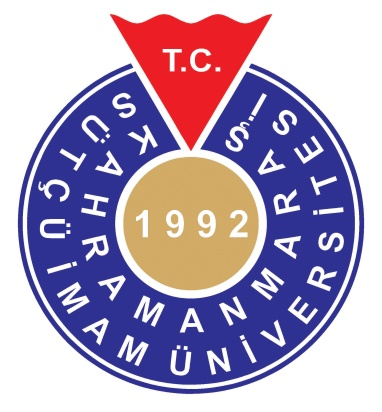 T.C.
KAHRAMANMARAŞ
SÜTÇÜ İMAM ÜNİVERSİTESİ
1992